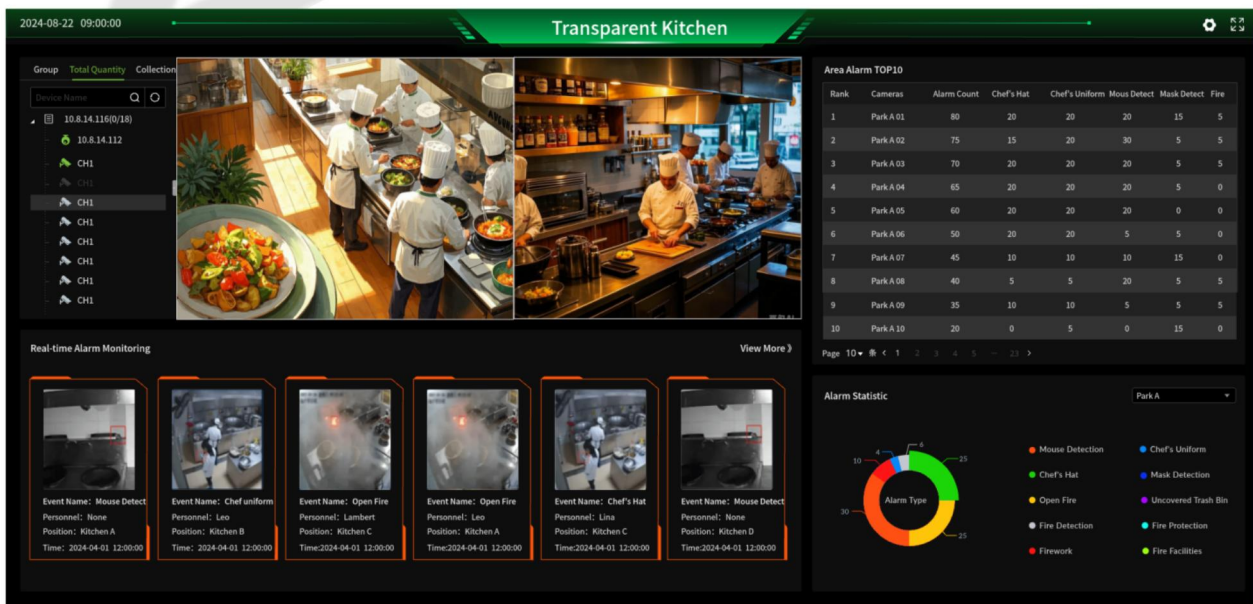 2024-08-22 09:00:00
Transparent Kitchen
Group Total Quantity Collection
Device Name
10.8.14.116(0/18)
10.8.14.112
CH1
CH1
CH1
CH1
CH1
CH1
CH1
Area Alarm TOP10
Rank Cameras Alarm Count Chef's Hat Chef's Uniform Mous Detect Mask Detect Fire
1 Park A 01 80 20 20 20 15 5
2 Park A 02 75 15 20 30 5 5
3 Park A 03 70 20 20 20 5 5
4 Park A 04 65 20 20 20 5 0
5 Park A 05 60 20 20 20 0 0
6 Park A 06 50 20 20 5 5 0
7 Park A 07 45 10 10 10 15 0
8 Park A 08 40 5 5 20 5 5
9 Park A 09 35 10 10 5 5 5
10 Park A 10 20 0 5 0 15 0
Page 10 条 < 1 2 3 4 5 ··· 23 >
Real-time Alarm Monitoring
View More 》
Event Name: Mouse Detect
Personnel: None
Position: Kitchen A
Time: 2024-04-01 12:00:00
Event Name: Chef uniform
Personnel: Leo
Position: Kitchen B
Time: 2024-04-01 12:00:00
Event Name: Open Fire
Personnel: Lambert
Position: Kitchen C
Time:2024-04-01 12:00:00
Event Name: Open Fire
Personnel: Leo
Position: Kitchen A
Time:2024-04-01 12:00:00
Event Name: Chef's Hat
Personnel: Lina
Position: Kitchen C
Time:2024-04-01 12:00:00
Event Name: Mouse Detect
Personnel: None
Position: Kitchen D
Time:2024-04-01 12:00:00
Alarm Statistic
Park A
6
4
10
25
Alarm Type
30
25
Mouse Detection
Chef's Uniform
Chef's Hat
Mask Detection
Open Fire
Uncovered Trash Bin
Fire Detection
Fire Protection
Firework
Fire Facilities